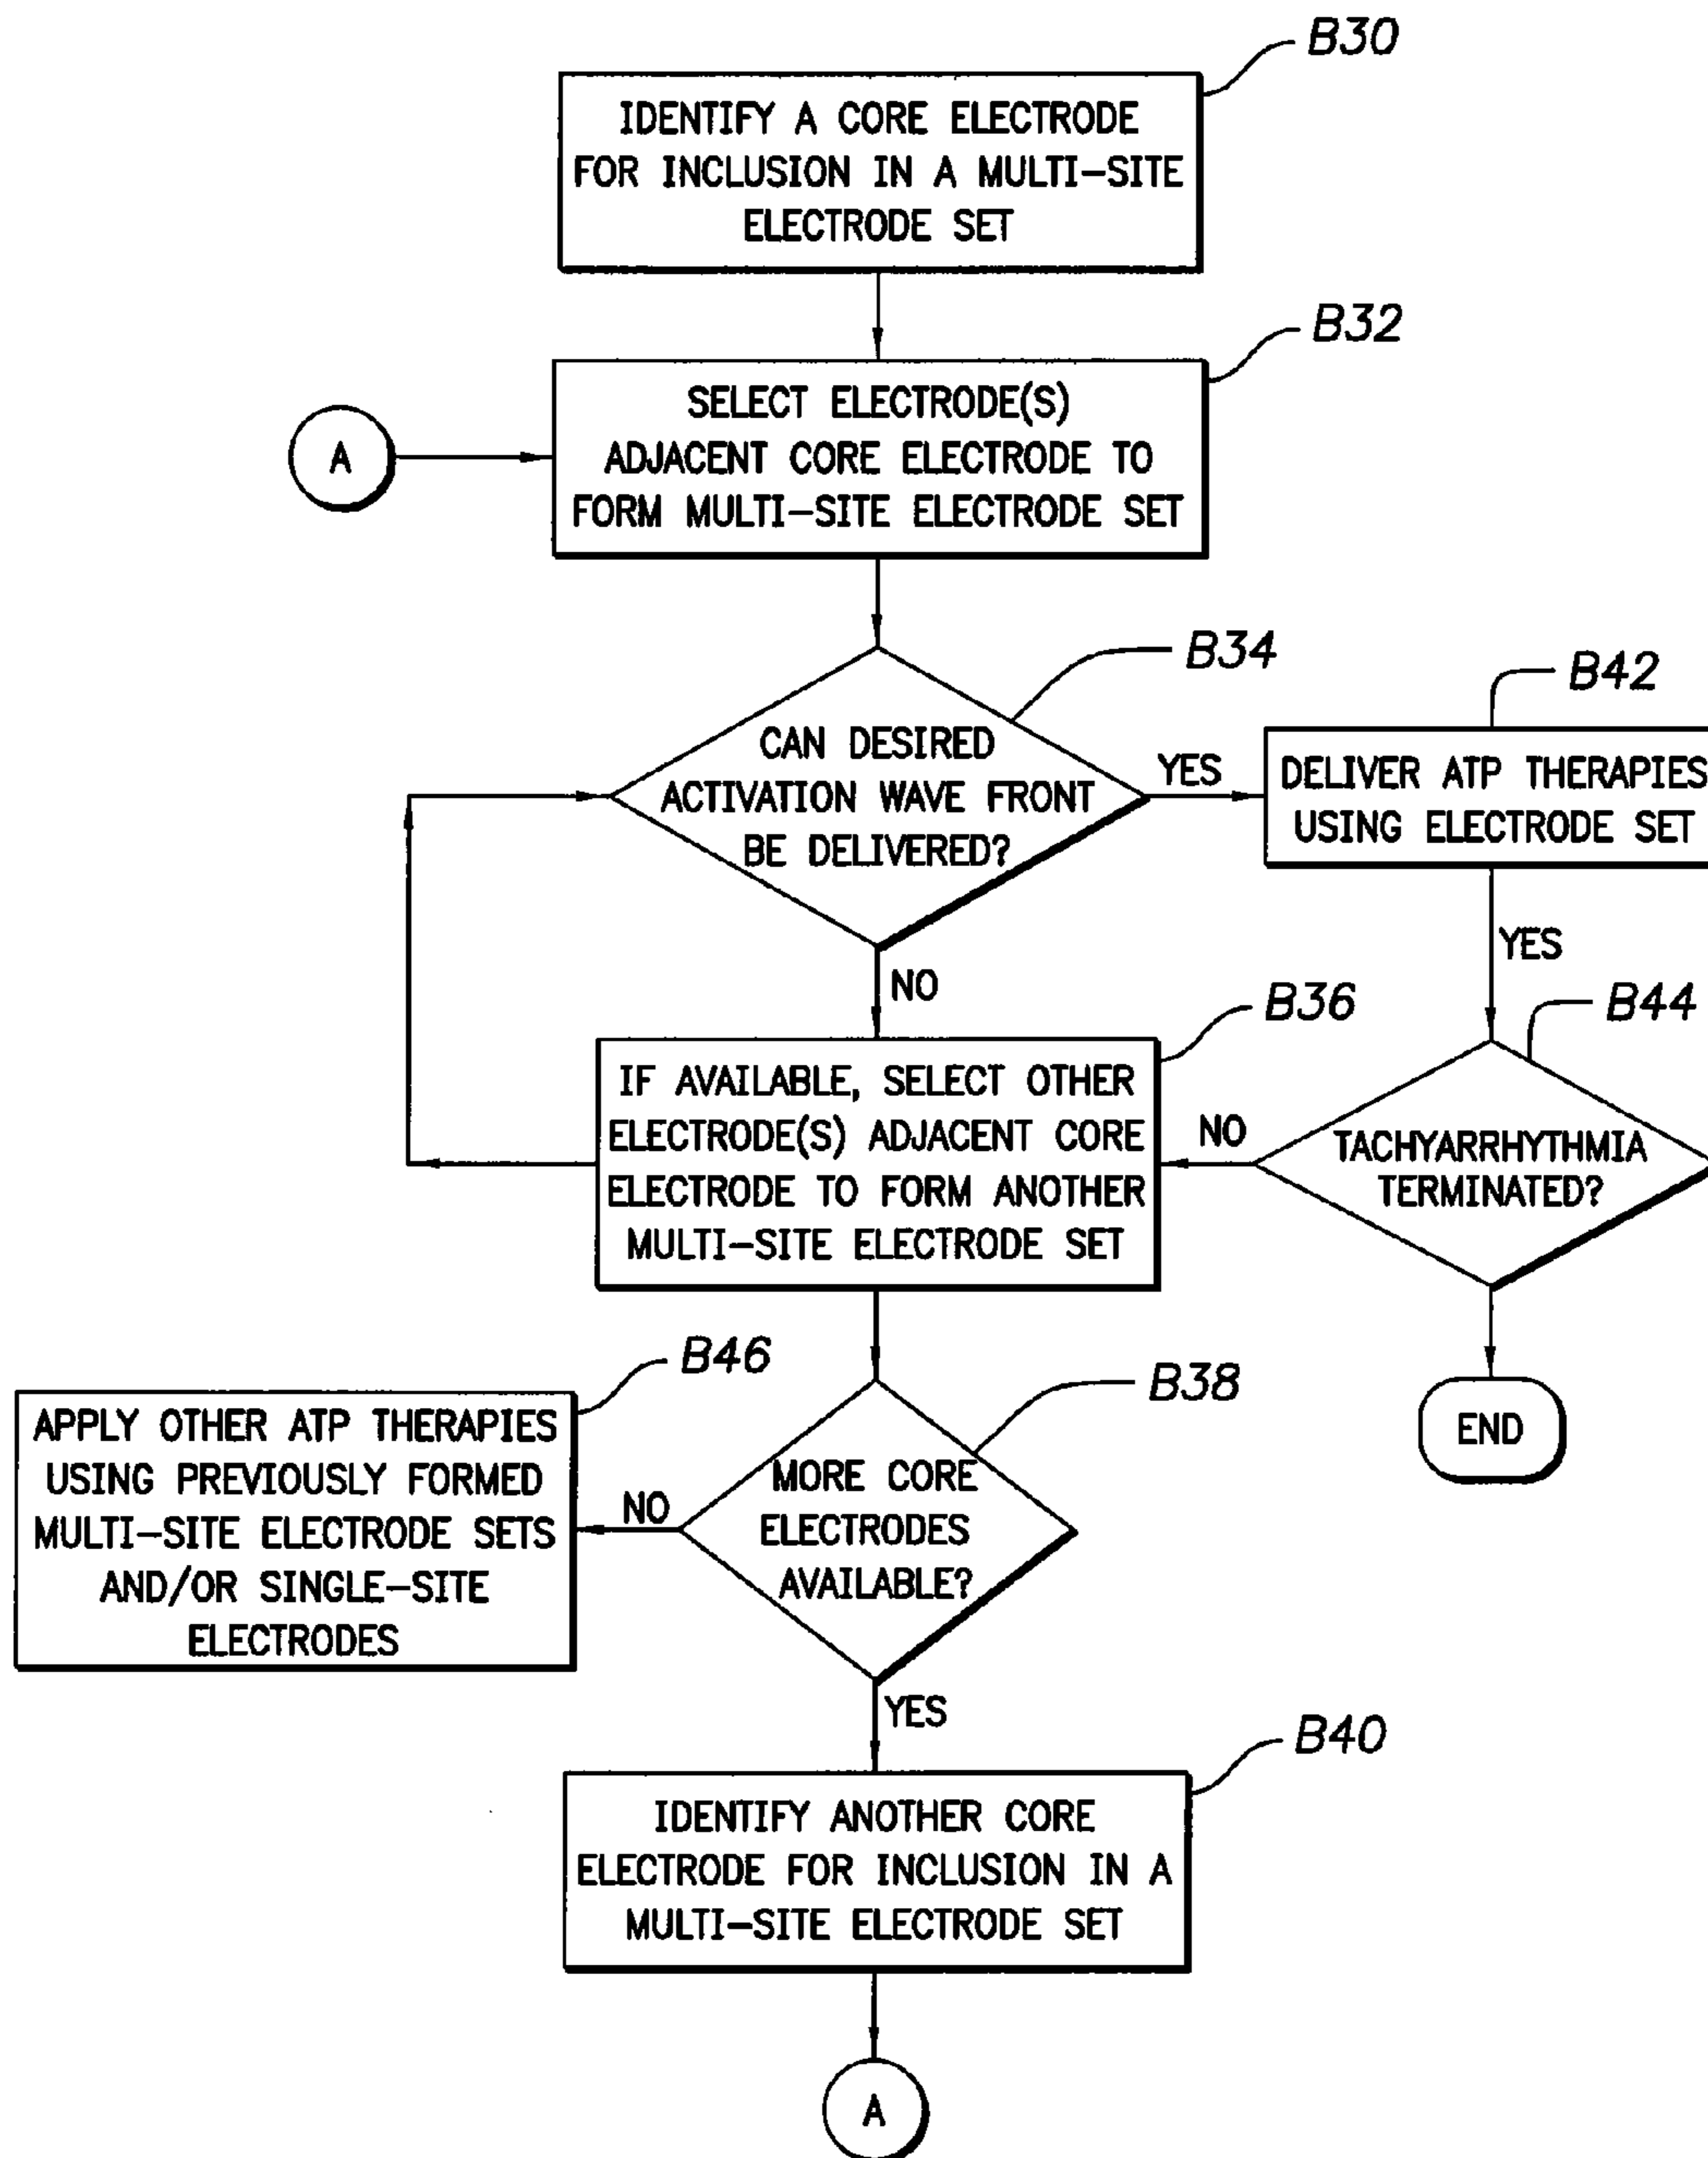 B30
IDENTIFY A CORE ELECTRODE
FOR INCLUSION IN A MULTI-SITE
ELECTRODE SET
B32
SELECT ELECTRODE(S)
ADJACENT CORE ELECTRODE TO
FORM MULTI-SITE ELECTRODE SET
A
B34
CAN DESIRED
ACTIVATION WAVE FRONT
BE DELIVERED?
YES
B42
DELIVER ATP THERAPIES
USING ELECTRODE SET
YES
NO
B36
IF AVAILABLE, SELECT OTHER
ELECTRODE(S) ADJACENT CORE
ELECTRODE TO FORM ANOTHER
MULTI-SITE ELECTRODE SET
NO
B44
TACHYARRHYTHMIA
TERMINATED?
END
B46
APPLY OTHER ATP THERAPIES
USING PREVIOUSLY FORMED
MULTI-SITE ELECTRODE SETS
AND/OR SINGLE-SITE
ELECTRODES
NO
B38
MORE CORE
ELECTRODES
AVAILABLE?
YES
B40
IDENTIFY ANOTHER CORE
ELECTRODE FOR INCLUSION IN A
MULTI-SITE ELECTRODE SET
A